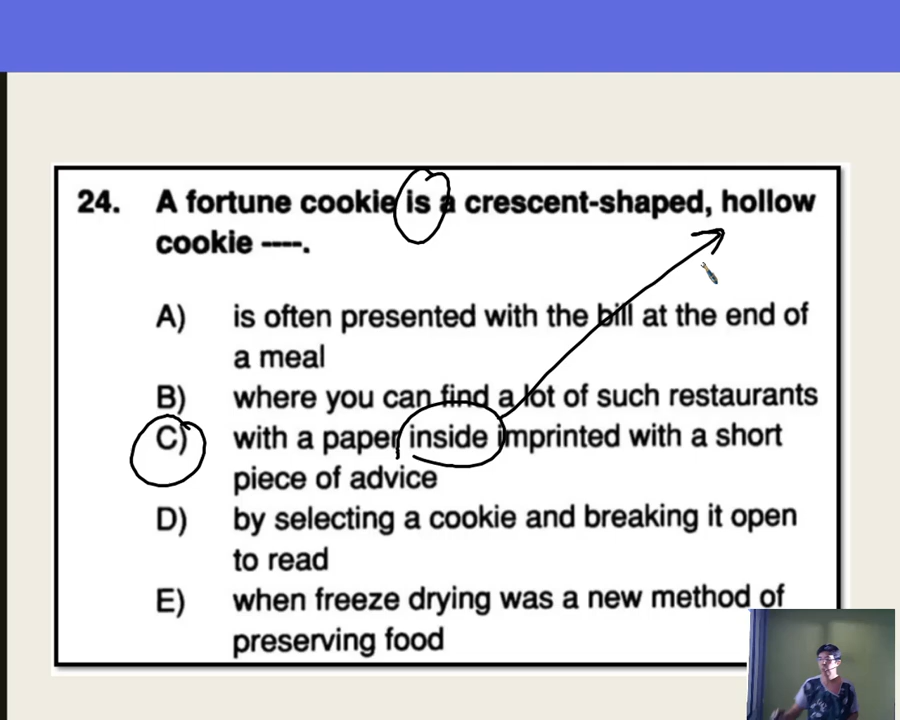 24. A fortune cookie is a crescent-shaped, hollow
cookie ----.
A) is often presented with the bill at the end of
a meal
B) where you can find a lot of such restaurants
C) with a paper inside imprinted with a short
piece of advice
D) by selecting a cookie and breaking it open
to read
E) when freeze drying was a new method of
preserving food